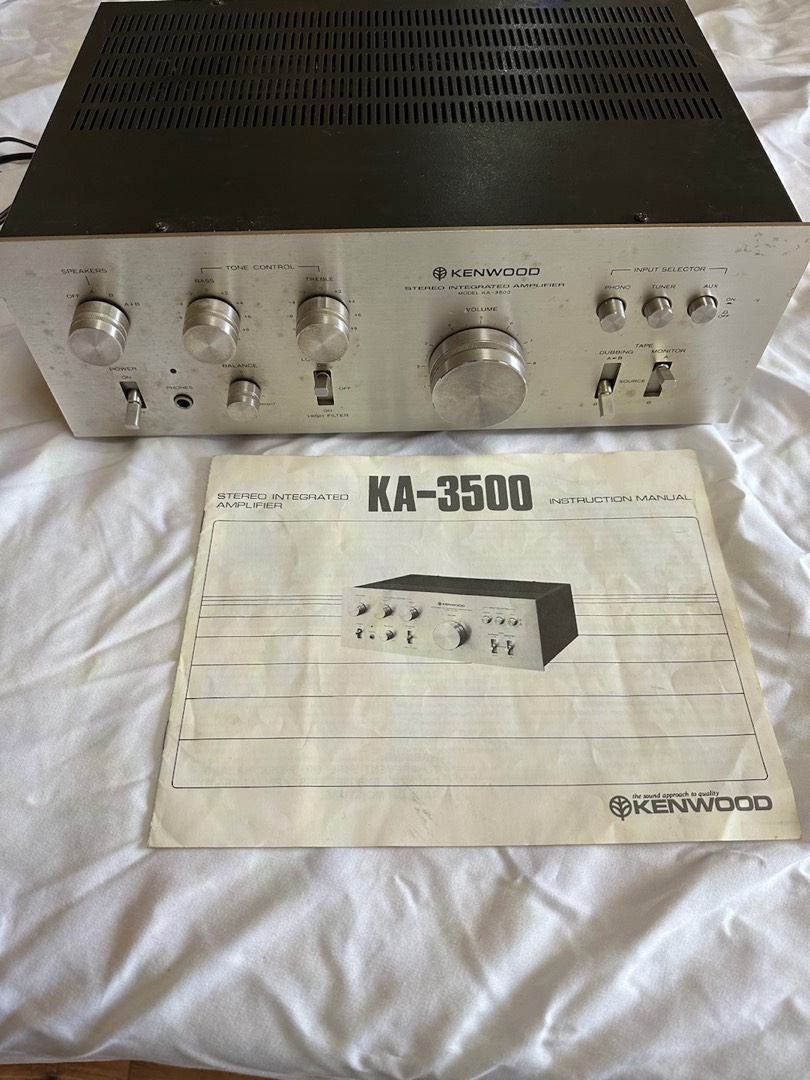 SPEAKERS
OFF
B
A+B
TONE CONTROL
BASS
TREBLE
KENWOOD
STEREO INTEGRATED AMPLIFIER
MODEL KA-3500
VOLUME
INPUT SELECTOR
PHONO
TUNER
AUX
ON
OFF
POWER
ON
PHONES
BALANCE
OFF
ON
HIGH FILTER
TAPE
DUBBING
A►B
MONITOR
A
SOURCE
B
STEREO INTEGRATED
AMPLIFIER
KA-3500
INSTRUCTION MANUAL
KENWOOD
the sound approach to quality
KENWOOD